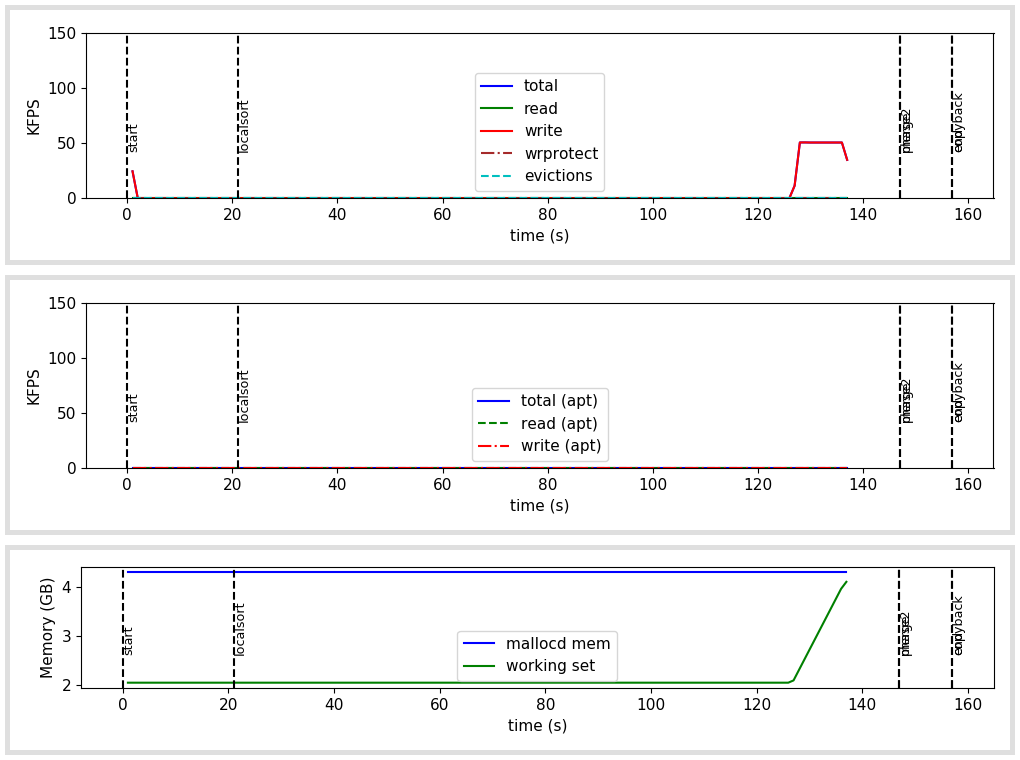 150
100
50
0
KFPS
start
localsort
total
read
write
wrprotect
evictions
copyback
0 20 40 60 80 100 120 140 160
time (s)
150
100
50
0
KFPS
start
localsort
total (apt)
read (apt)
write (apt)
copyback
0 20 40 60 80 100 120 140 160
time (s)
4
3
2
Memory (GB)
start
localsort
mallocd mem
working set
copyback
0 20 40 60 80 100 120 140 160
time (s)